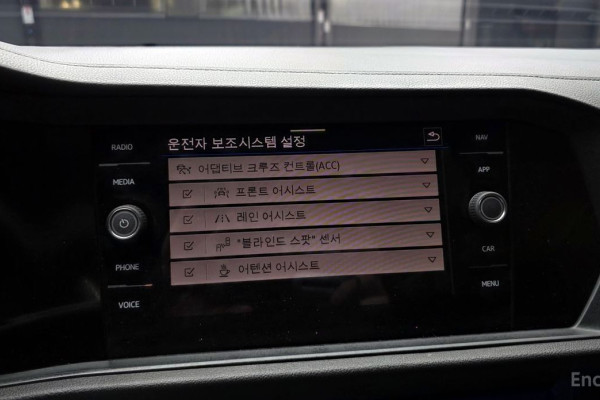 운전자 보조시스템 설정
RADIO
NAV
어댑티브 크루즈 컨트롤(ACC)
MEDIA
APP
프론트 어시스트
레인 어시스트
"블라인드 스팟" 센서
PHONE
CAR
어텐션 어시스트
VOICE
MENU
Enc